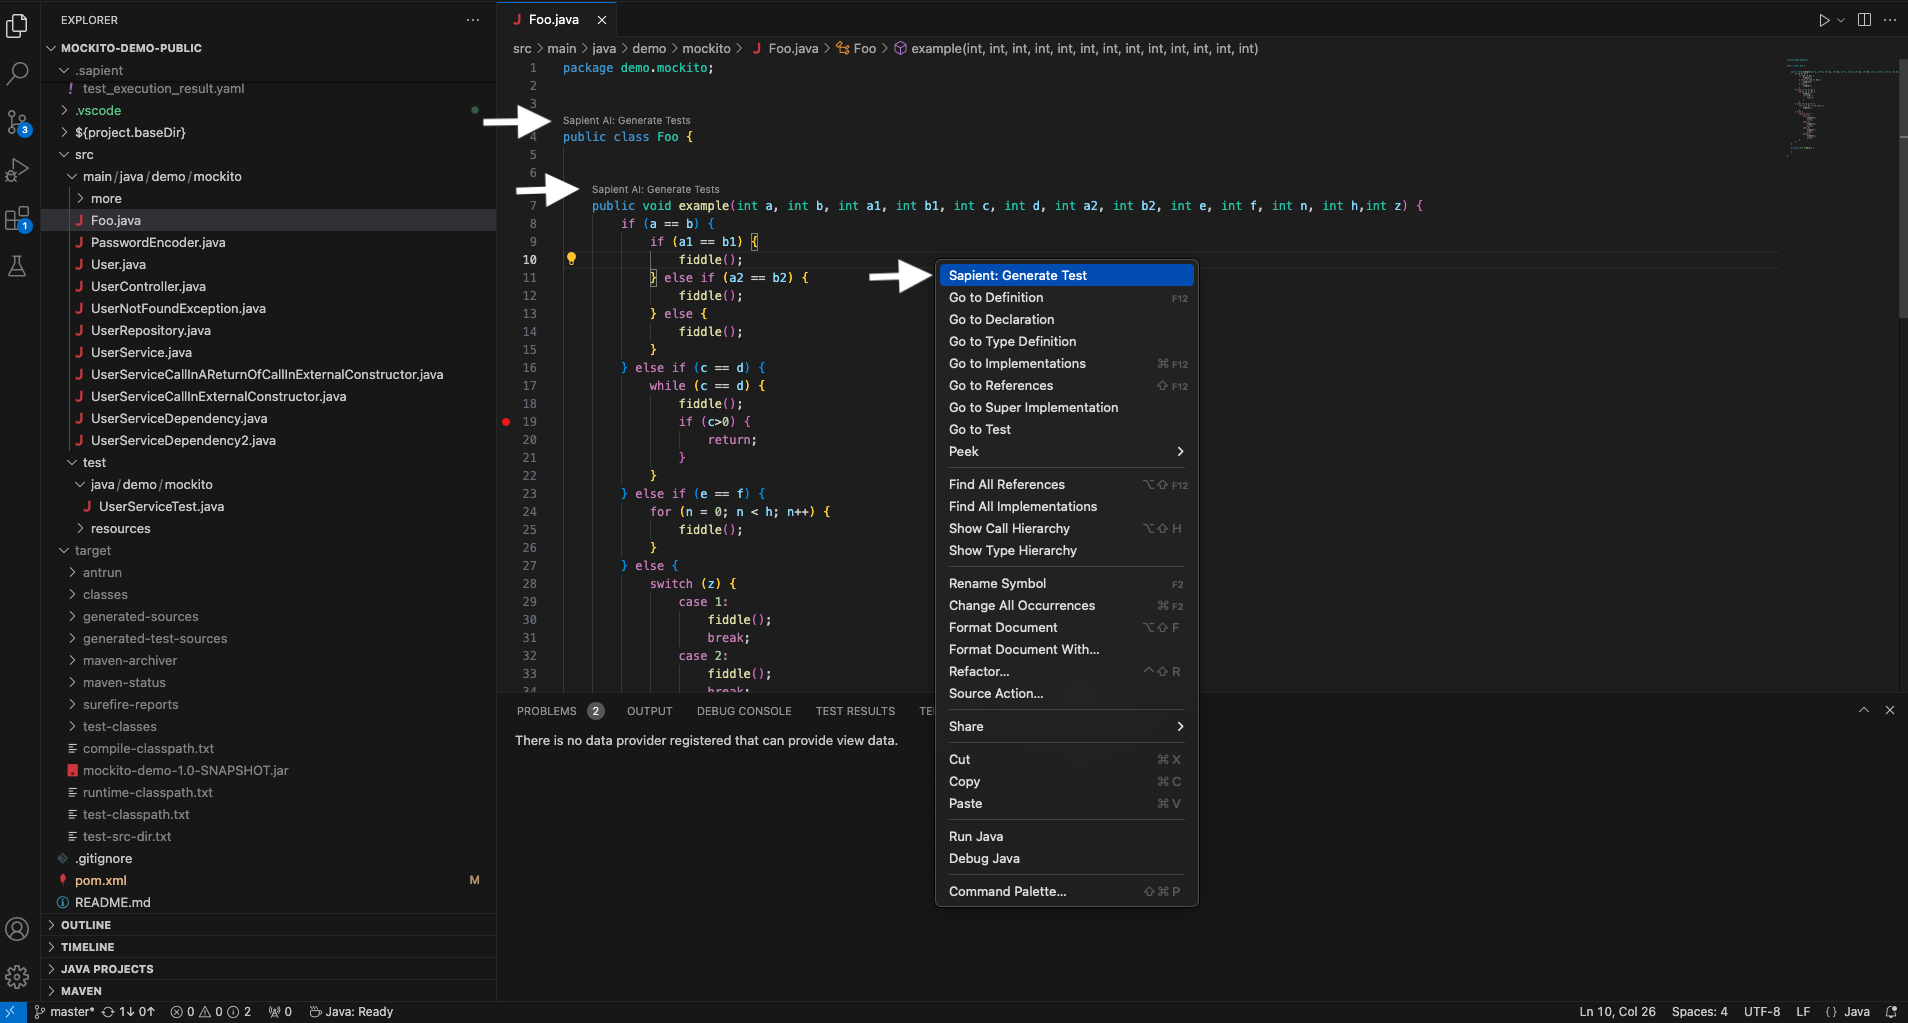 EXPLORER
MOCKITO-DEMO-PUBLIC
.sapient
! test_execution_result.yaml
.vscode
${project.baseDir}
src
main/java/demo/mockito
more
J Foo.java
J PasswordEncoder.java
J User.java
J UserController.java
J UserNotFoundException.java
J UserRepository.java
J UserService.java
J UserServiceCallInAReturnOfCallInExternalConstructor.java
J UserServiceCallInExternalConstructor.java
J UserServiceDependency.java
J UserServiceDependency2.java
test
java/demo/mockito
J UserServiceTest.java
resources
target
antrun
classes
generated-sources
generated-test-sources
maven-archiver
maven-status
surefire-reports
test-classes
compile-classpath.txt
mockito-demo-1.0-SNAPSHOT.jar
runtime-classpath.txt
test-classpath.txt
test-src-dir.txt
.gitignore
pom.xml M
README.md
OUTLINE
TIMELINE
JAVA PROJECTS
MAVEN
3
1
J Foo.java
src > main > java > demo > mockito > J Foo.java > Foo > example(int, int, int, int, int, int, int, int, int, int, int, int, int)
1 package demo.mockito;
2
3
Sapient AI: Generate Tests
4 public class Foo {
5
6
Sapient AI: Generate Tests
7 public void example(int a, int b, int a1, int b1, int c, int d, int a2, int b2, int e, int f, int n, int h,int z) {
8 if (a == b) {
9 if (a1 == b1) {
10 fiddle();
11 } else if (a2 == b2) {
12 fiddle();
13 } else {
14 fiddle();
15 }
16 } else if (c == d) {
17 while (c == d) {
18 fiddle();
19 if (c>0) {
20 return;
21 }
22 }
23 } else if (e == f) {
24 for (n = 0; n < h; n++) {
25 fiddle();
26 }
27 } else {
28 switch (z) {
29 case 1:
30 fiddle();
31 break;
32 case 2:
33 fiddle();
34 break;
Sapient: Generate Test
Go to Definition F12
Go to Declaration
Go to Type Definition
Go to Implementations ⌘ F12
Go to References ⇧ F12
Go to Super Implementation
Go to Test
Peek
Find All References ⌥⇧ F12
Find All Implementations
Show Call Hierarchy ⌥⇧ H
Show Type Hierarchy
Rename Symbol F2
Change All Occurrences ⌘ F2
Format Document ⌥⇧ F
Format Document With...
Refactor... ^⇧ R
Source Action...
Share
Cut ⌘ X
Copy ⌘ C
Paste ⌘ V
Run Java
Debug Java
Command Palette... ⇧⌘ P
PROBLEMS 2 OUTPUT DEBUG CONSOLE TEST RESULTS TE
There is no data provider registered that can provide view data.
master* 1↓ 0↑ 0 0 2 0 Java: Ready
Ln 10, Col 26 Spaces: 4 UTF-8 LF {} Java